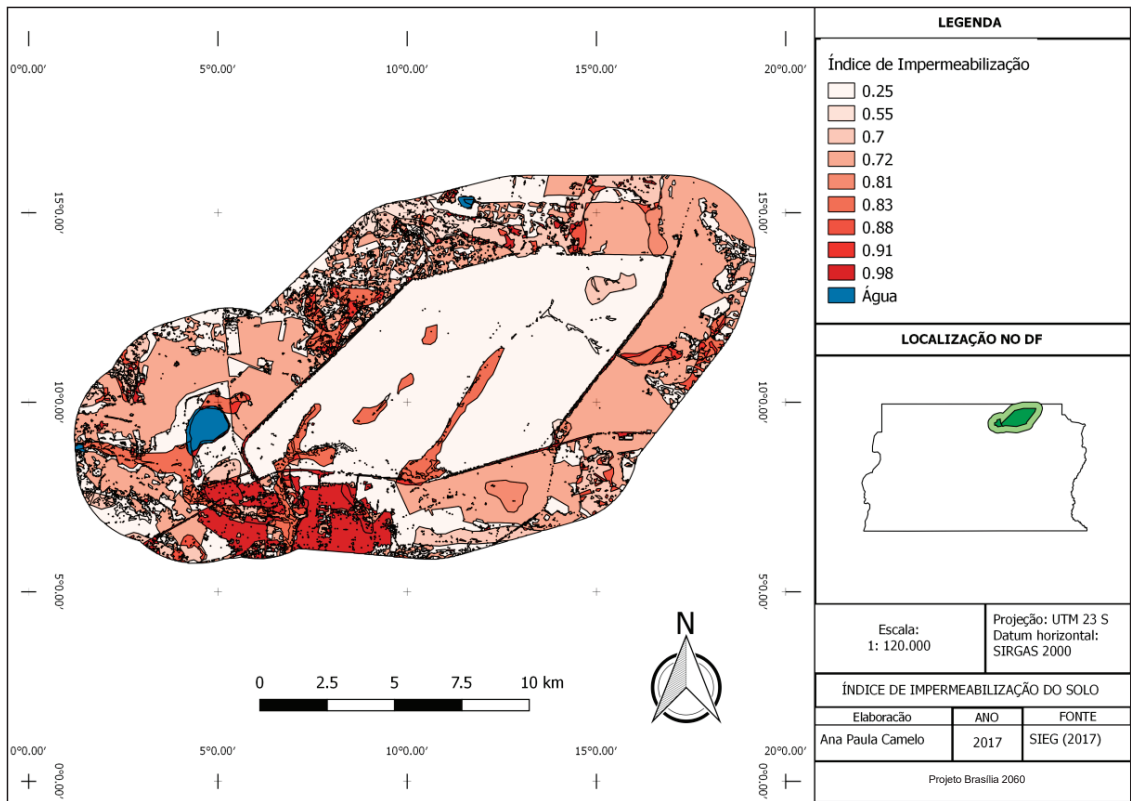 0°0.00'
5°0.00'
10°0.00'
15°0.00'
20°0.00'
15°0.00'
15°0.00'
10°0.00'
10°0.00'
5°0.00'
5°0.00'
N
0 2.5 5 7.5 10 km
0°0.00'
5°0.00'
10°0.00'
15°0.00'
20°0.00'
0°0.00'
0°0.00'
LEGENDA
Índice de Impermeabilização
0.25
0.55
0.7
0.72
0.81
0.83
0.88
0.91
0.98
Água
LOCALIZAÇÃO NO DF
Escala:
1: 120.000
Projeção: UTM 23 S
Datum horizontal:
SIRGAS 2000
ÍNDICE DE IMPERMEABILIZAÇÃO DO SOLO
Elaboracão
ANO
FONTE
Ana Paula Camelo
2017
SIEG (2017)
Projeto Brasília 2060